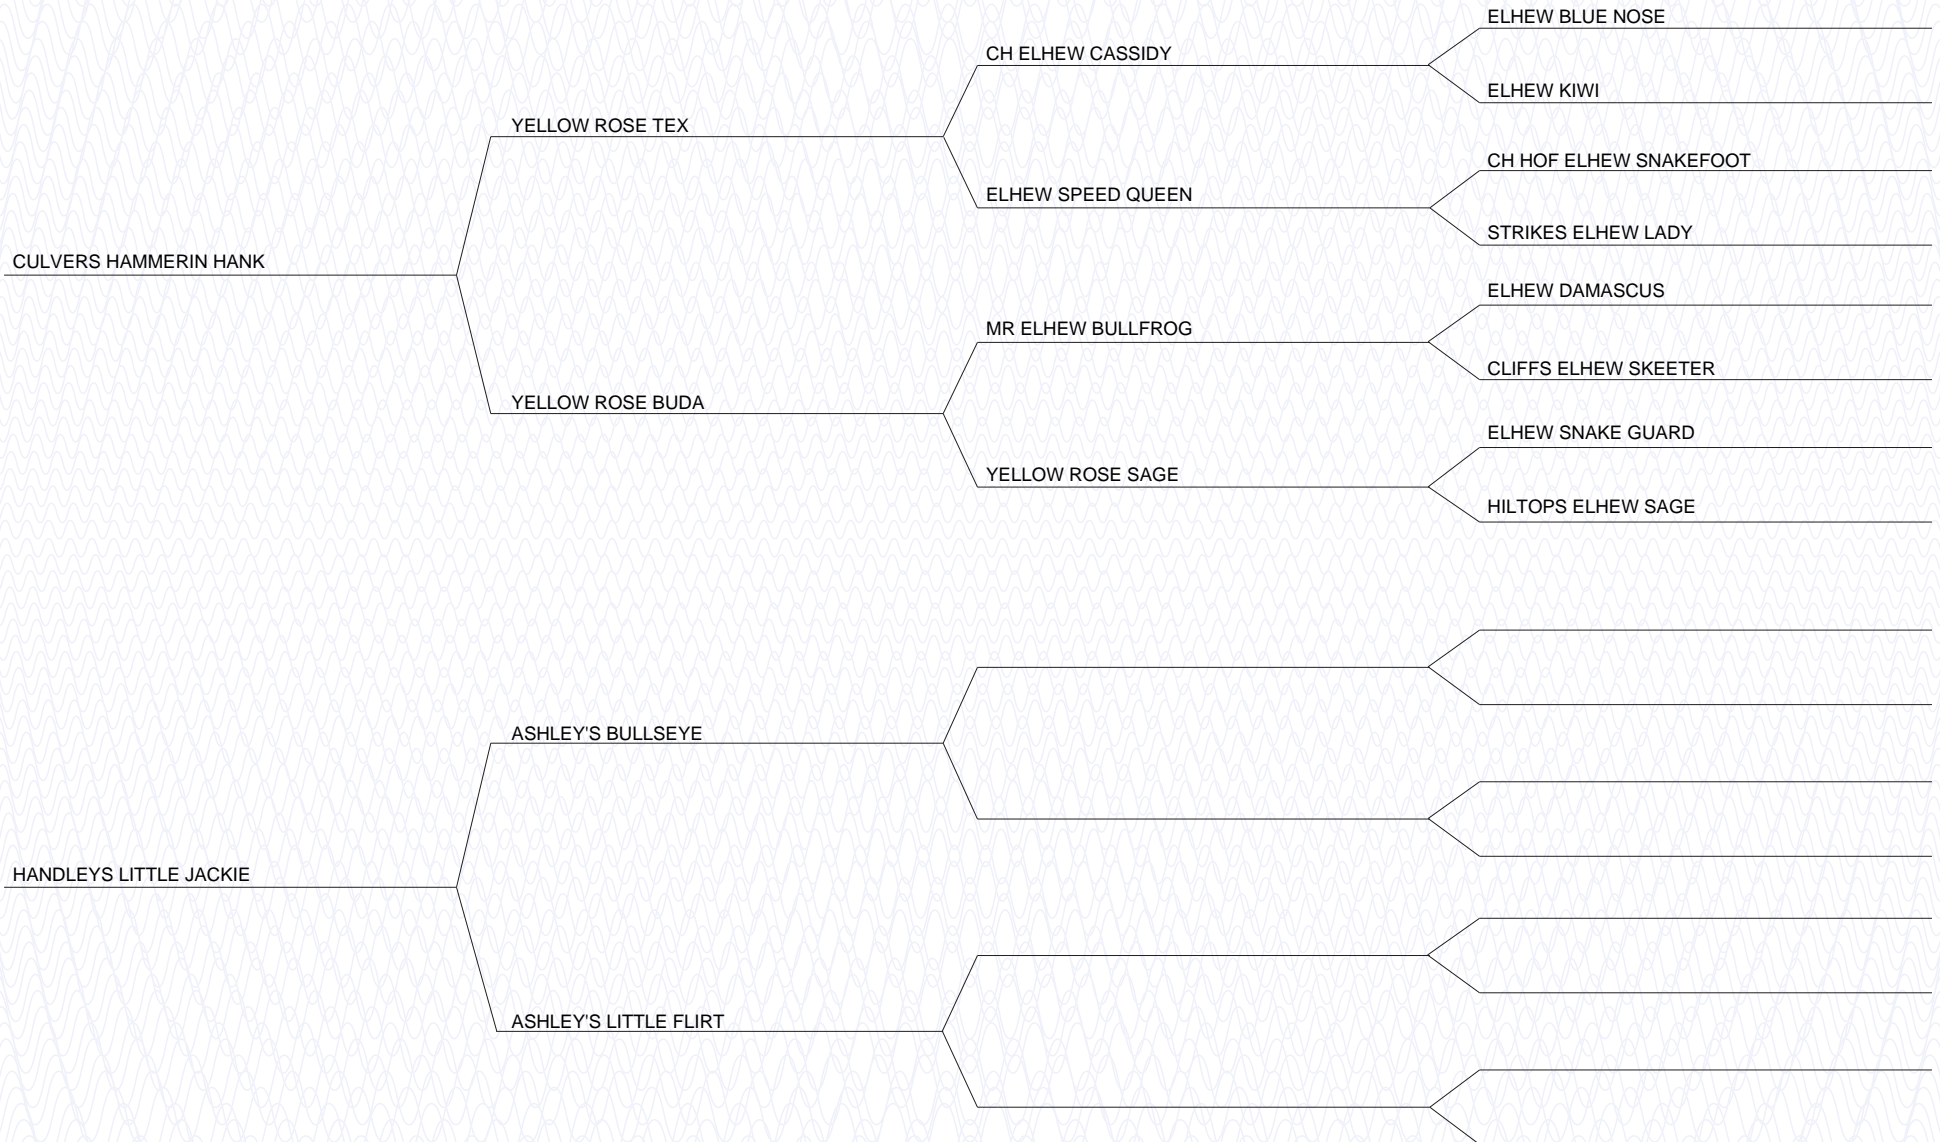 ELHEW BLUE NOSE
CH ELHEW CASSIDY
ELHEW KIWI
YELLOW ROSE TEX
CH HOF ELHEW SNAKEFOOT
ELHEW SPEED QUEEN
STRIKES ELHEW LADY
CULVERS HAMMERIN HANK
ELHEW DAMASCUS
MR ELHEW BULLFROG
CLIFFS ELHEW SKEETER
YELLOW ROSE BUDA
ELHEW SNAKE GUARD
YELLOW ROSE SAGE
HILTOPS ELHEW SAGE
ASHLEY'S BULLSEYE
HANDLEYS LITTLE JACKIE
ASHLEY'S LITTLE FLIRT